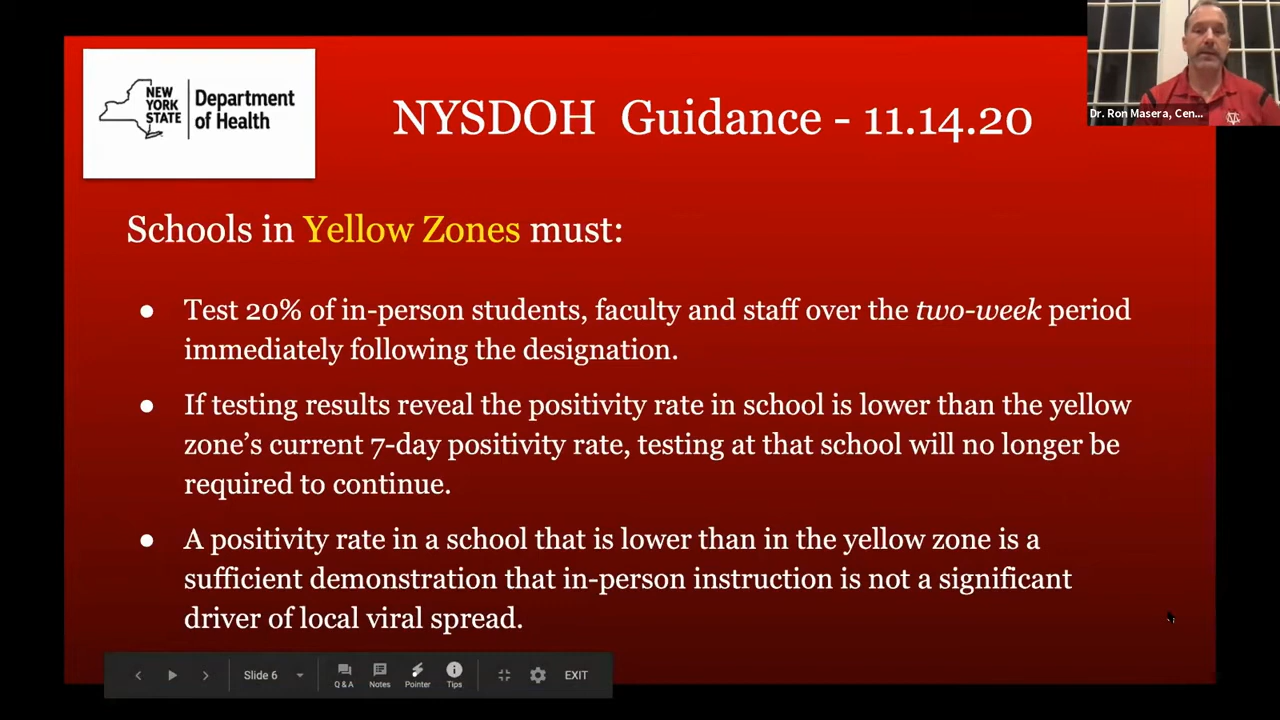 NEW
YORK
STATE
Department
of Health
NYSDOH Guidance - 11.14.20
Dr. Ron Masera, Cen...
Schools in Yellow Zones must:
● Test 20% of in-person students, faculty and staff over the two-week period
immediately following the designation.
● If testing results reveal the positivity rate in school is lower than the yellow
zone’s current 7-day positivity rate, testing at that school will no longer be
required to continue.
● A positivity rate in a school that is lower than in the yellow zone is a
sufficient demonstration that in-person instruction is not a significant
driver of local viral spread.
Slide 6
Q & A
Notes
Pointer
Tips
EXIT